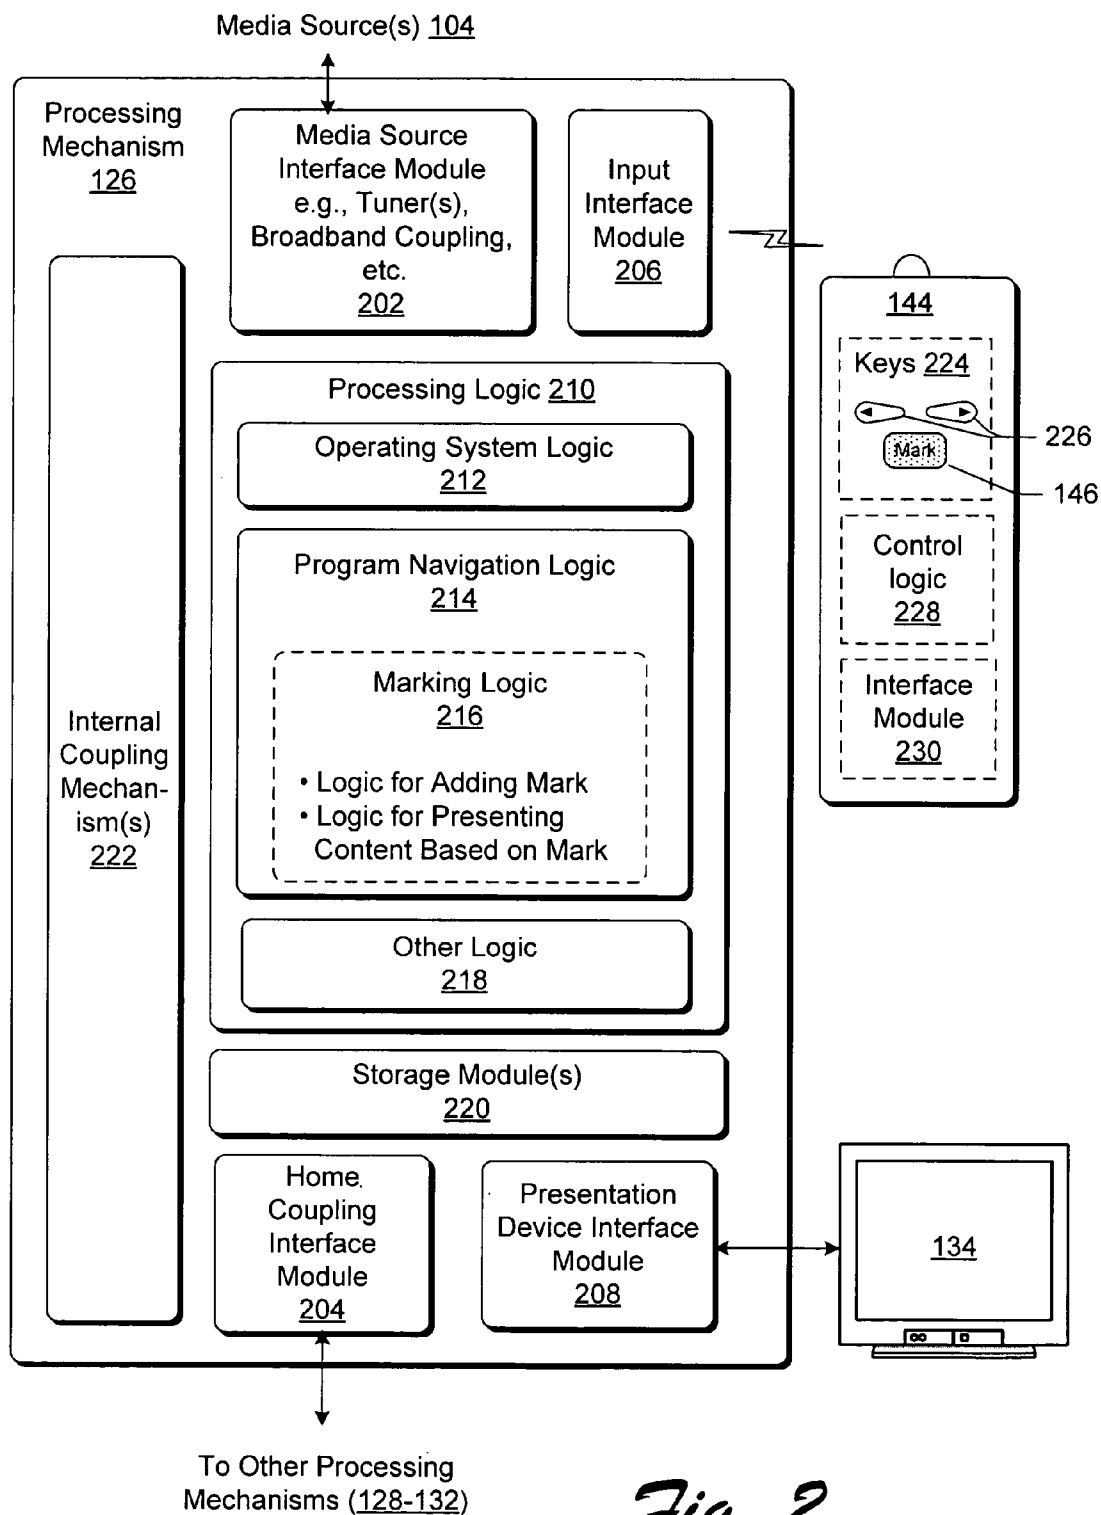 Media Source(s) 104
Processing
Mechanism
126
Media Source
Interface Module
e.g., Tuner(s),
Broadband Coupling,
etc.
202
Input
Interface
Module
206
144
Keys 224
Mark
226
146
Control
logic
228
Interface
Module
230
Processing Logic 210
Operating System Logic
212
Program Navigation Logic
214
Marking Logic
216
• Logic for Adding Mark
• Logic for Presenting
Content Based on Mark
Other Logic
218
Internal
Coupling
Mechan-
ism(s)
222
Storage Module(s)
220
Home
Coupling
Interface
Module
204
Presentation
Device Interface
Module
208
134
To Other Processing
Mechanisms (128-132)
Fig. 2